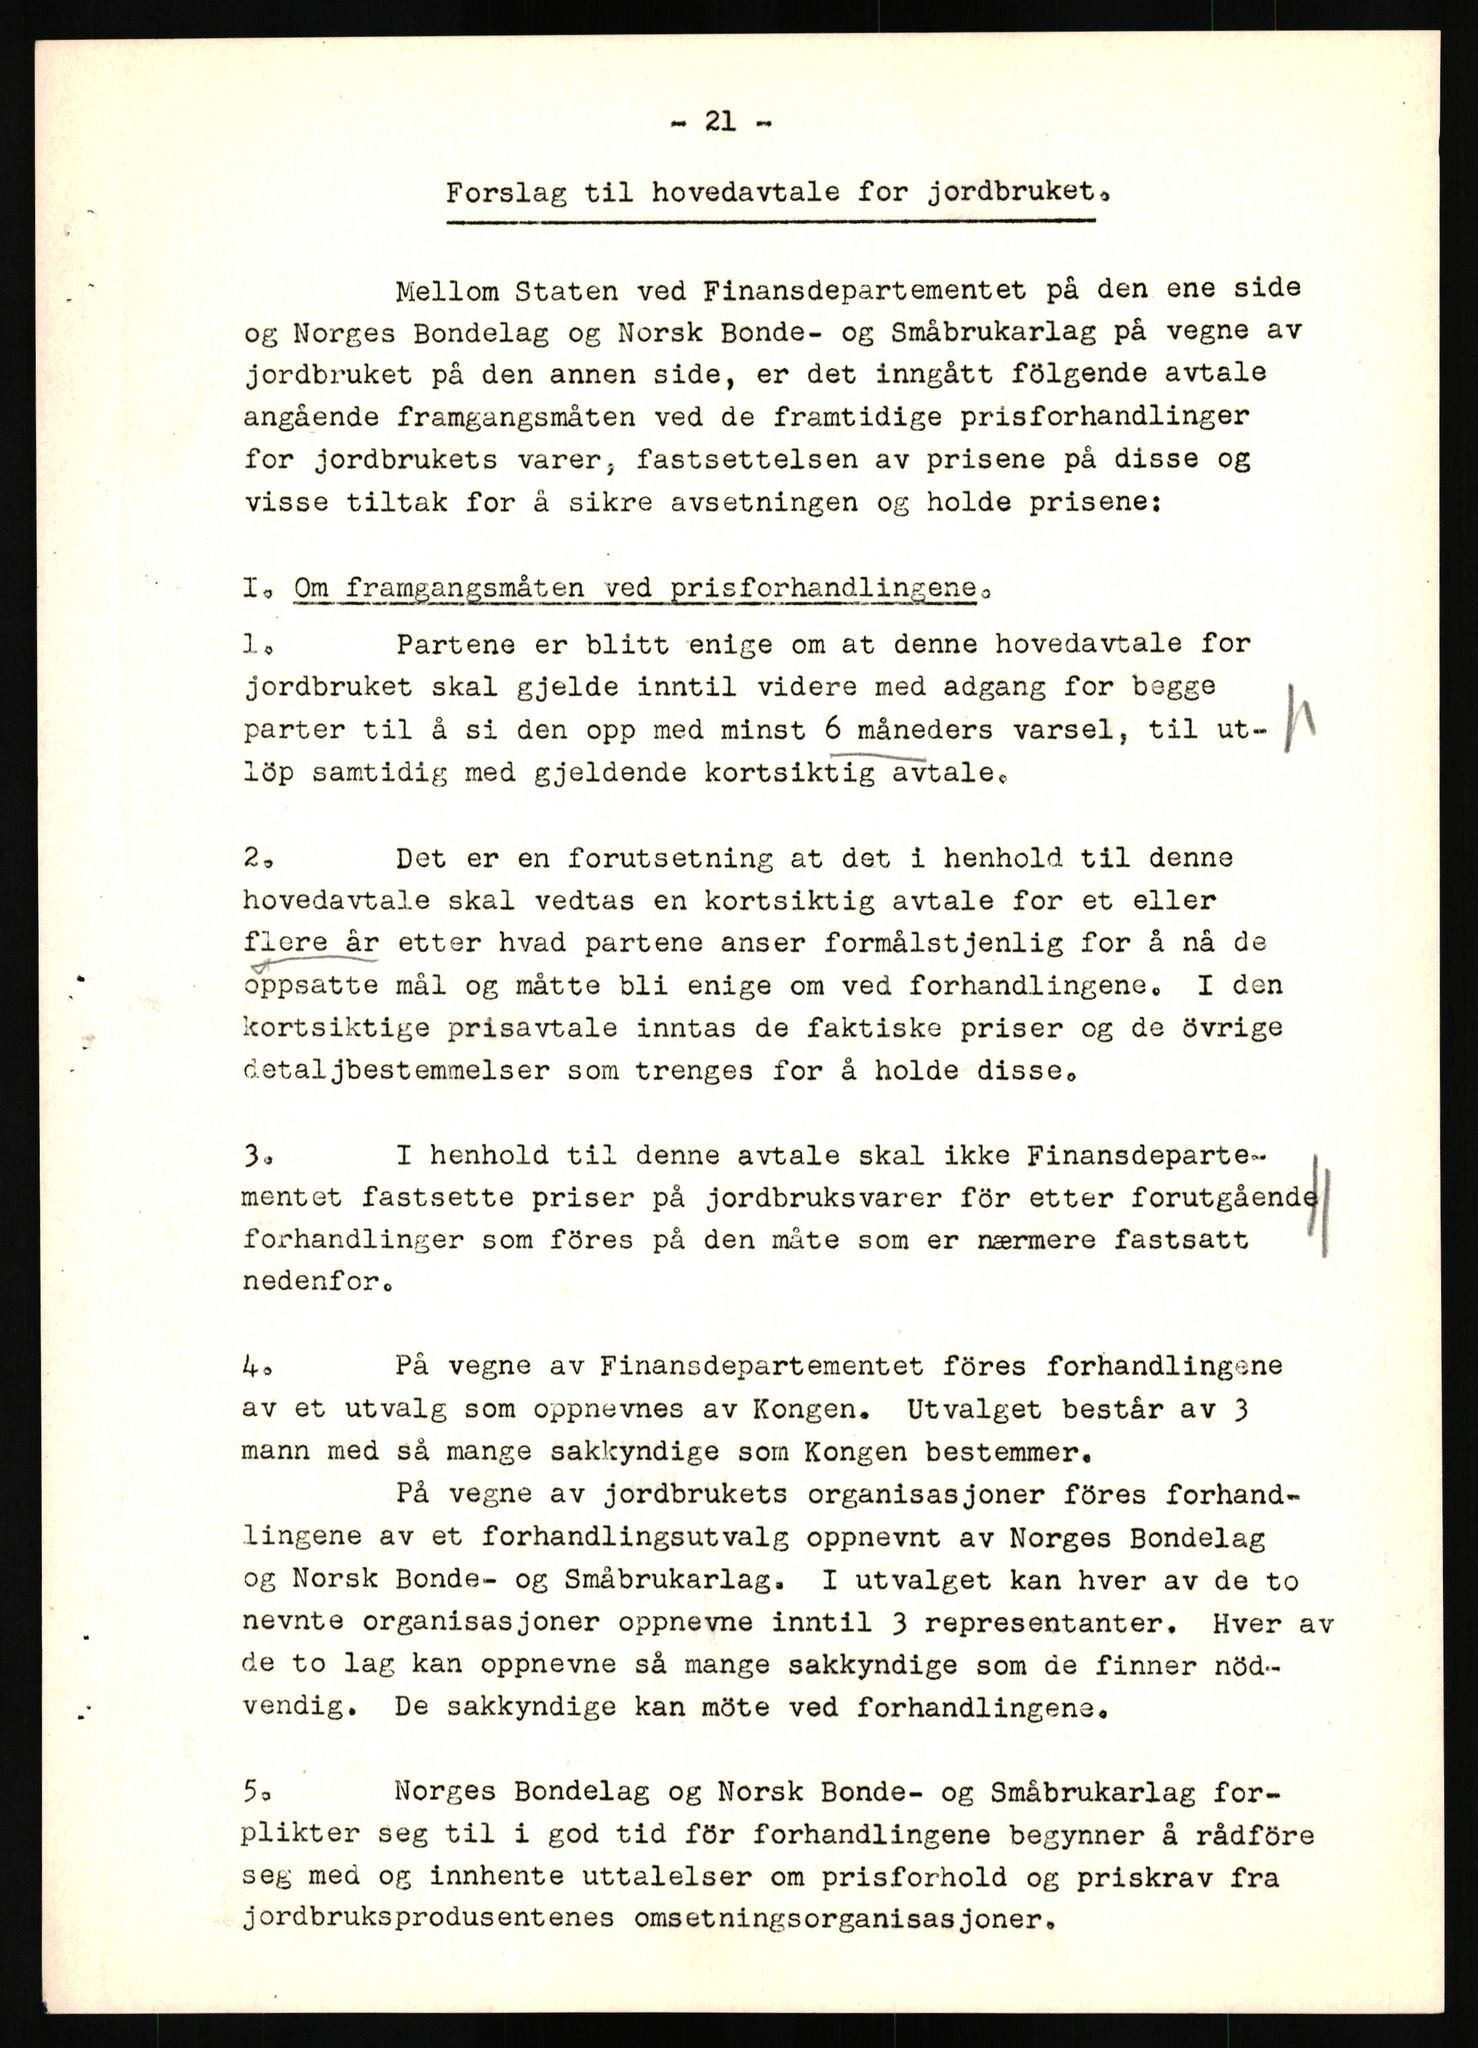 - 21 -
Forslag til hovedavtale for jordbruket.
Mellom Staten ved Finansdepartementet på den ene side
og Norges Bondelag og Norsk Bonde- og Småbrukarlag på vegne av
jordbruket på den annen side, er det inngått fölgende avtale
angående framgangsmåten ved de framtidige prisforhandlinger
for jordbrukets varer, fastsettelsen av prisene på disse og
visse tiltak for å sikre avsetningen og holde prisene:
I. Om framgangsmåten ved prisforhandlingene.
1. Partene er blitt enige om at denne hovedavtale for
jordbruket skal gjelde inntil videre med adgang for begge
parter til å si den opp med minst 6 måneders varsel, til ut-
löp samtidig med gjeldende kortsiktig avtale.
2. Det er en forutsetning at det i henhold til denne
hovedavtale skal vedtas en kortsiktig avtale for et eller
flere år etter hvad partene anser formålstjenlig for å nå de
oppsatte mål og måtte bli enige om ved forhandlingene. I den
kortsiktige prisavtale inntas de faktiske priser og de övrige
detaljbestemmelser som trenges for å holde disse.
3. I henhold til denne avtale skal ikke Finansdeparte-
mentet fastsette priser på jordbruksvarer för etter forutgående
forhandlinger som föres på den måte som er nærmere fastsatt
nedenfor.
4. På vegne av Finansdepartementet föres forhandlingene
av et utvalg som oppnevnes av Kongen. Utvalget består av 3
mann med så mange sakkyndige som Kongen bestemmer.
På vegne av jordbrukets organisasjoner föres forhand-
lingene av et forhandlingsutvalg oppnevnt av Norges Bondelag
og Norsk Bonde- og Småbrukarlag. I utvalget kan hver av de to
nevnte organisasjoner oppnevne inntil 3 representanter. Hver av
de to lag kan oppnevne så mange sakkyndige som de finner nöd-
vendig. De sakkyndige kan möte ved forhandlingene.
5. Norges Bondelag og Norsk Bonde- og Småbrukarlag for-
plikter seg til i god tid för forhandlingene begynner å rådföre
seg med og innhente uttalelser om prisforhold og priskrav fra
jordbruksprodusentenes omsetningsorganisasjoner.